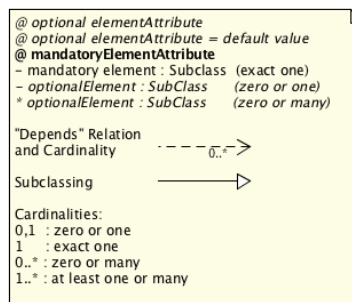 @ optional elementAttribute
@ optional elementAttribute = default value
@ mandatoryElementAttribute
– mandatory element : Subclass (exact one)
– optionalElement : SubClass (zero or one)
* optionalElement : SubClass (zero or many)
"Depends" Relation
and Cardinality 0..*
Subclassing
Cardinalities:
0,1 : zero or one
1 : exact one
0..* : zero or many
1..* : at least one or many